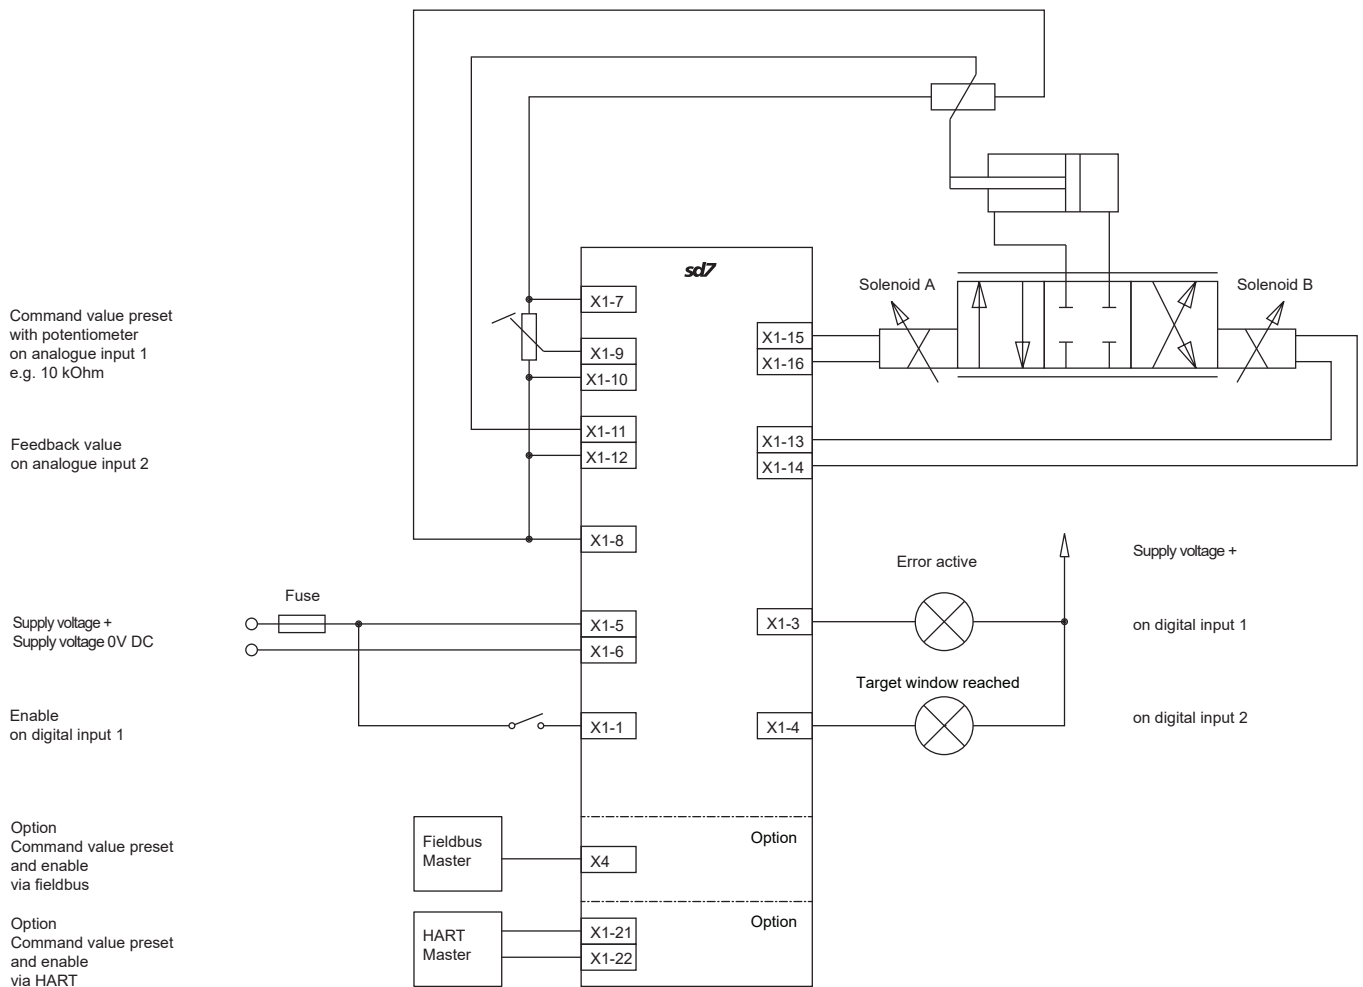 sd7
X1-7
X1-9
X1-10
X1-11
X1-12
X1-8
X1-5
X1-6
X1-1
X4
X1-21
X1-22
X1-15
X1-16
X1-13
X1-14
X1-3
X1-4
Option
Option
Command value preset
with potentiometer
on analogue input 1
e.g. 10 kOhm
Feedback value
on analogue input 2
Fuse
Supply voltage +
Supply voltage 0V DC
Enable
on digital input 1
Option
Command value preset
and enable
via fieldbus
Fieldbus
Master
Option
Command value preset
and enable
via HART
HART
Master
Solenoid A
Solenoid B
Error active
Supply voltage +
on digital input 1
Target window reached
on digital input 2